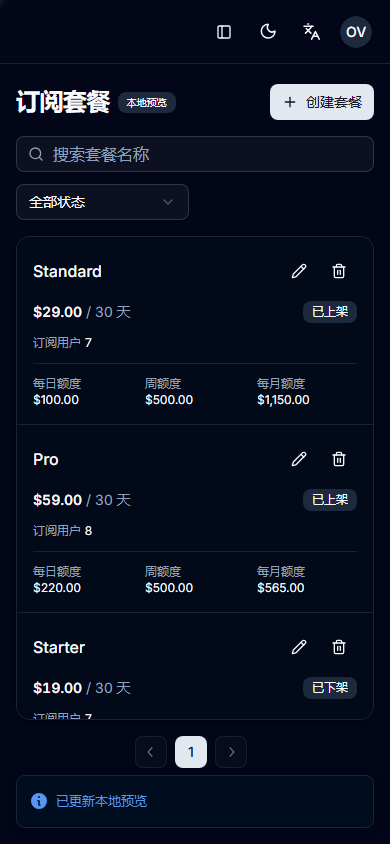 OV
订阅套餐 本地预览
创建套餐
搜索套餐名称
全部状态
Standard
$29.00 / 30 天 已上架
订阅用户 7
每日额度 周额度 每月额度
$100.00 $500.00 $1,150.00
Pro
$59.00 / 30 天 已上架
订阅用户 8
每日额度 周额度 每月额度
$220.00 $500.00 $565.00
Starter
$19.00 / 30 天 已下架
订阅用户 7
1
已更新本地预览